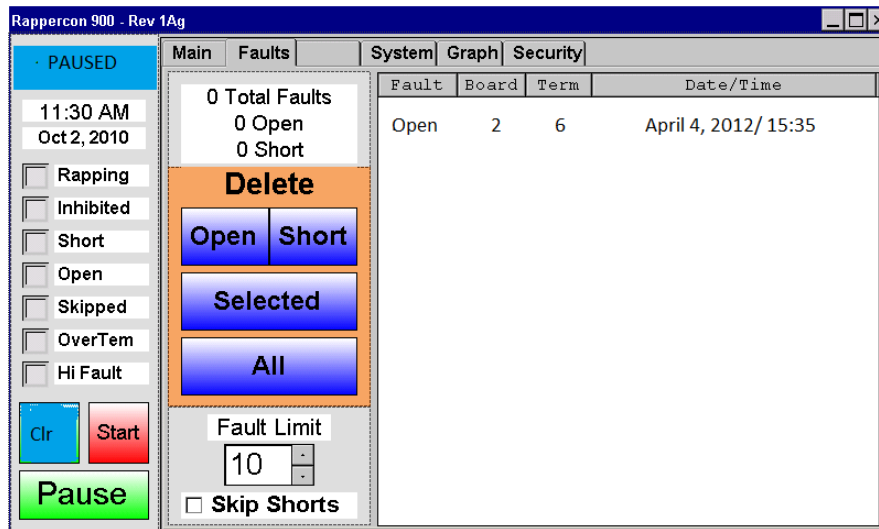 Rappercon 900 - Rev 1Ag
PAUSED
11:30 AM
Oct 2, 2010
Rapping
Inhibited
Short
Open
Skipped
OverTem
Hi Fault
Clr
Start
Pause
Main Faults System Graph Security
0 Total Faults
0 Open
0 Short
Delete
Open Short
Selected
All
Fault Limit
10
Skip Shorts
Fault Board Term Date/Time
Open 2 6 April 4, 2012/ 15:35